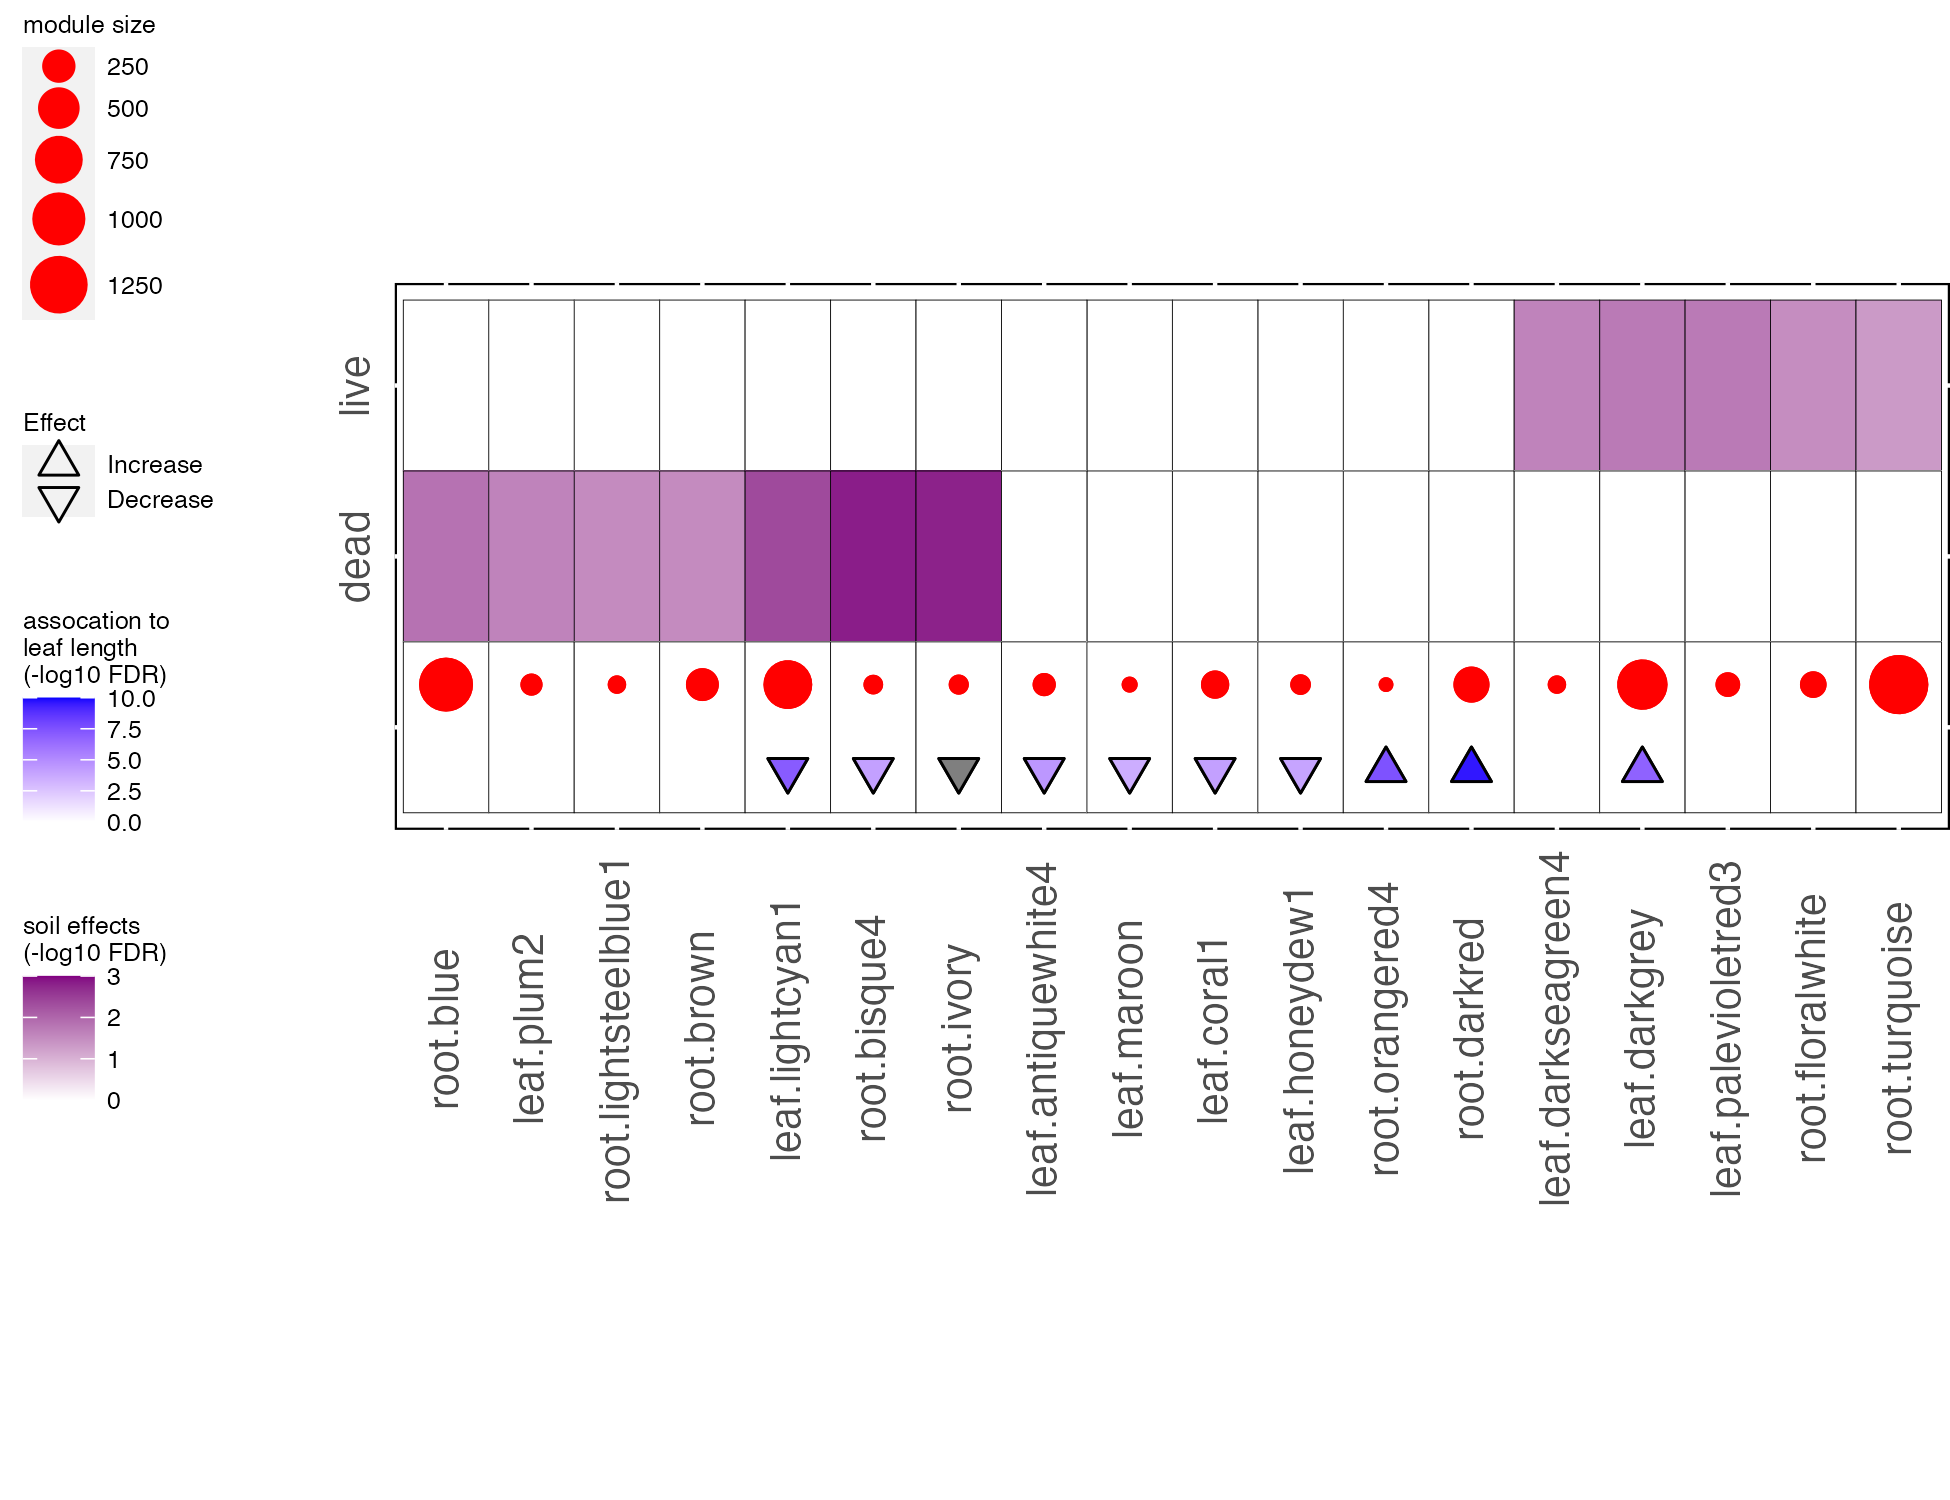 module size
250
500
750
1000
1250
Effect
Increase
Decrease
assocation to
leaf length
(-log10 FDR)
10.0
7.5
5.0
2.5
0.0
soil effects
(-log10 FDR)
3
2
1
0
live
dead
root.blue
leaf.plum2
root.lightsteelblue1
root.brown
leaf.lightcyan1
root.bisque4
root.ivory
leaf.antiquewhite4
leaf.maroon
leaf.coral1
leaf.honeydew1
root.orangered4
root.darkred
leaf.darkseagreen4
leaf.darkgrey
leaf.palevioletred3
root.floralwhite
root.turquoise